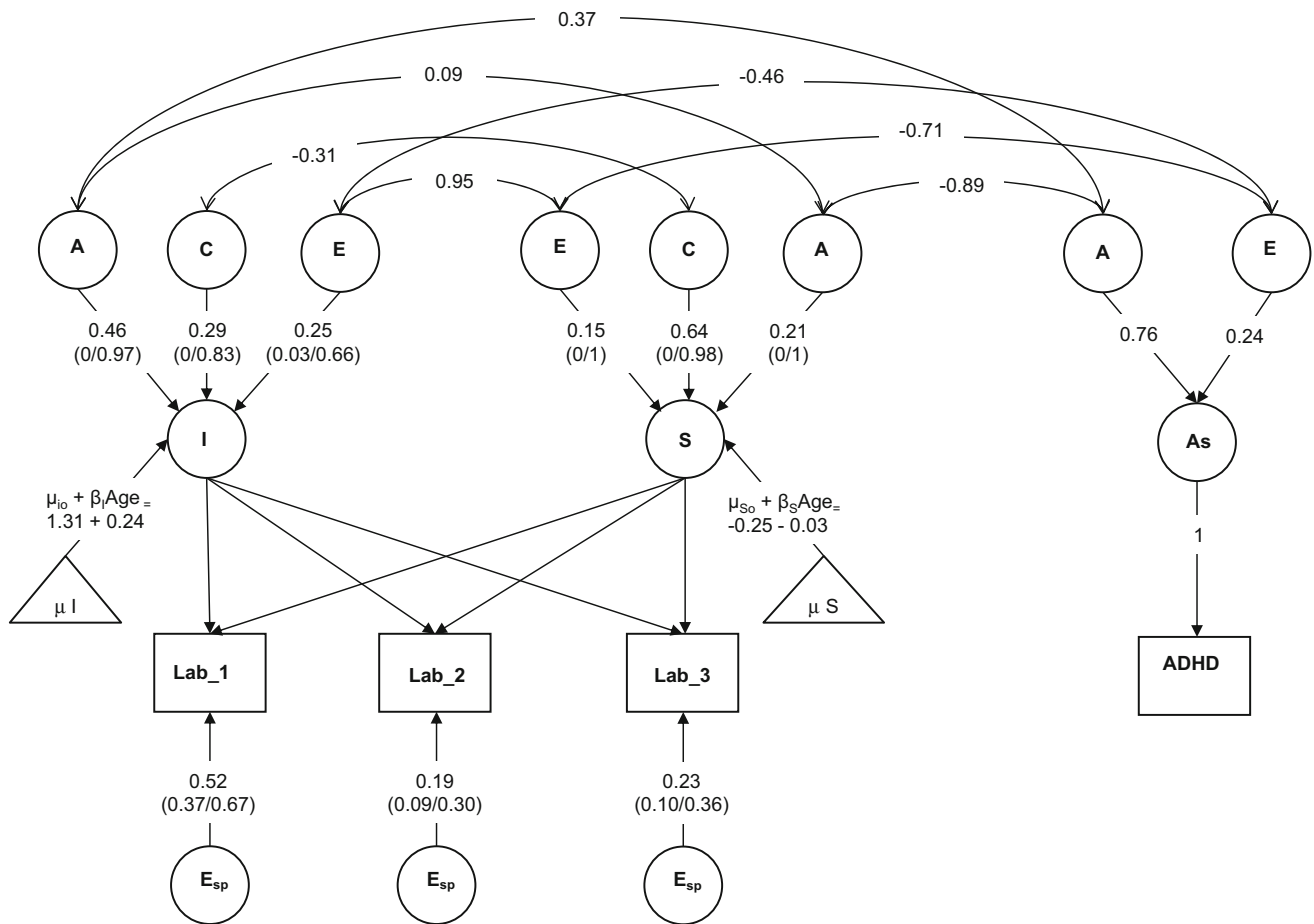 0.37
0.09
-0.46
-0.71
-0.31
0.95
-0.89
A C E E C A A E
0.46 0.29 0.25 0.15 0.64 0.21 0.76 0.24
(0/0.97) (0/0.83) (0.03/0.66) (0/1) (0/0.98) (0/1)
I S As
μio + βIAge = μSo + βSAge=
1.31 + 0.24 -0.25 - 0.03
1
μ I μ S
Lab_1 Lab_2 Lab_3 ADHD
0.52 0.19 0.23
(0.37/0.67) (0.09/0.30) (0.10/0.36)
Esp Esp Esp